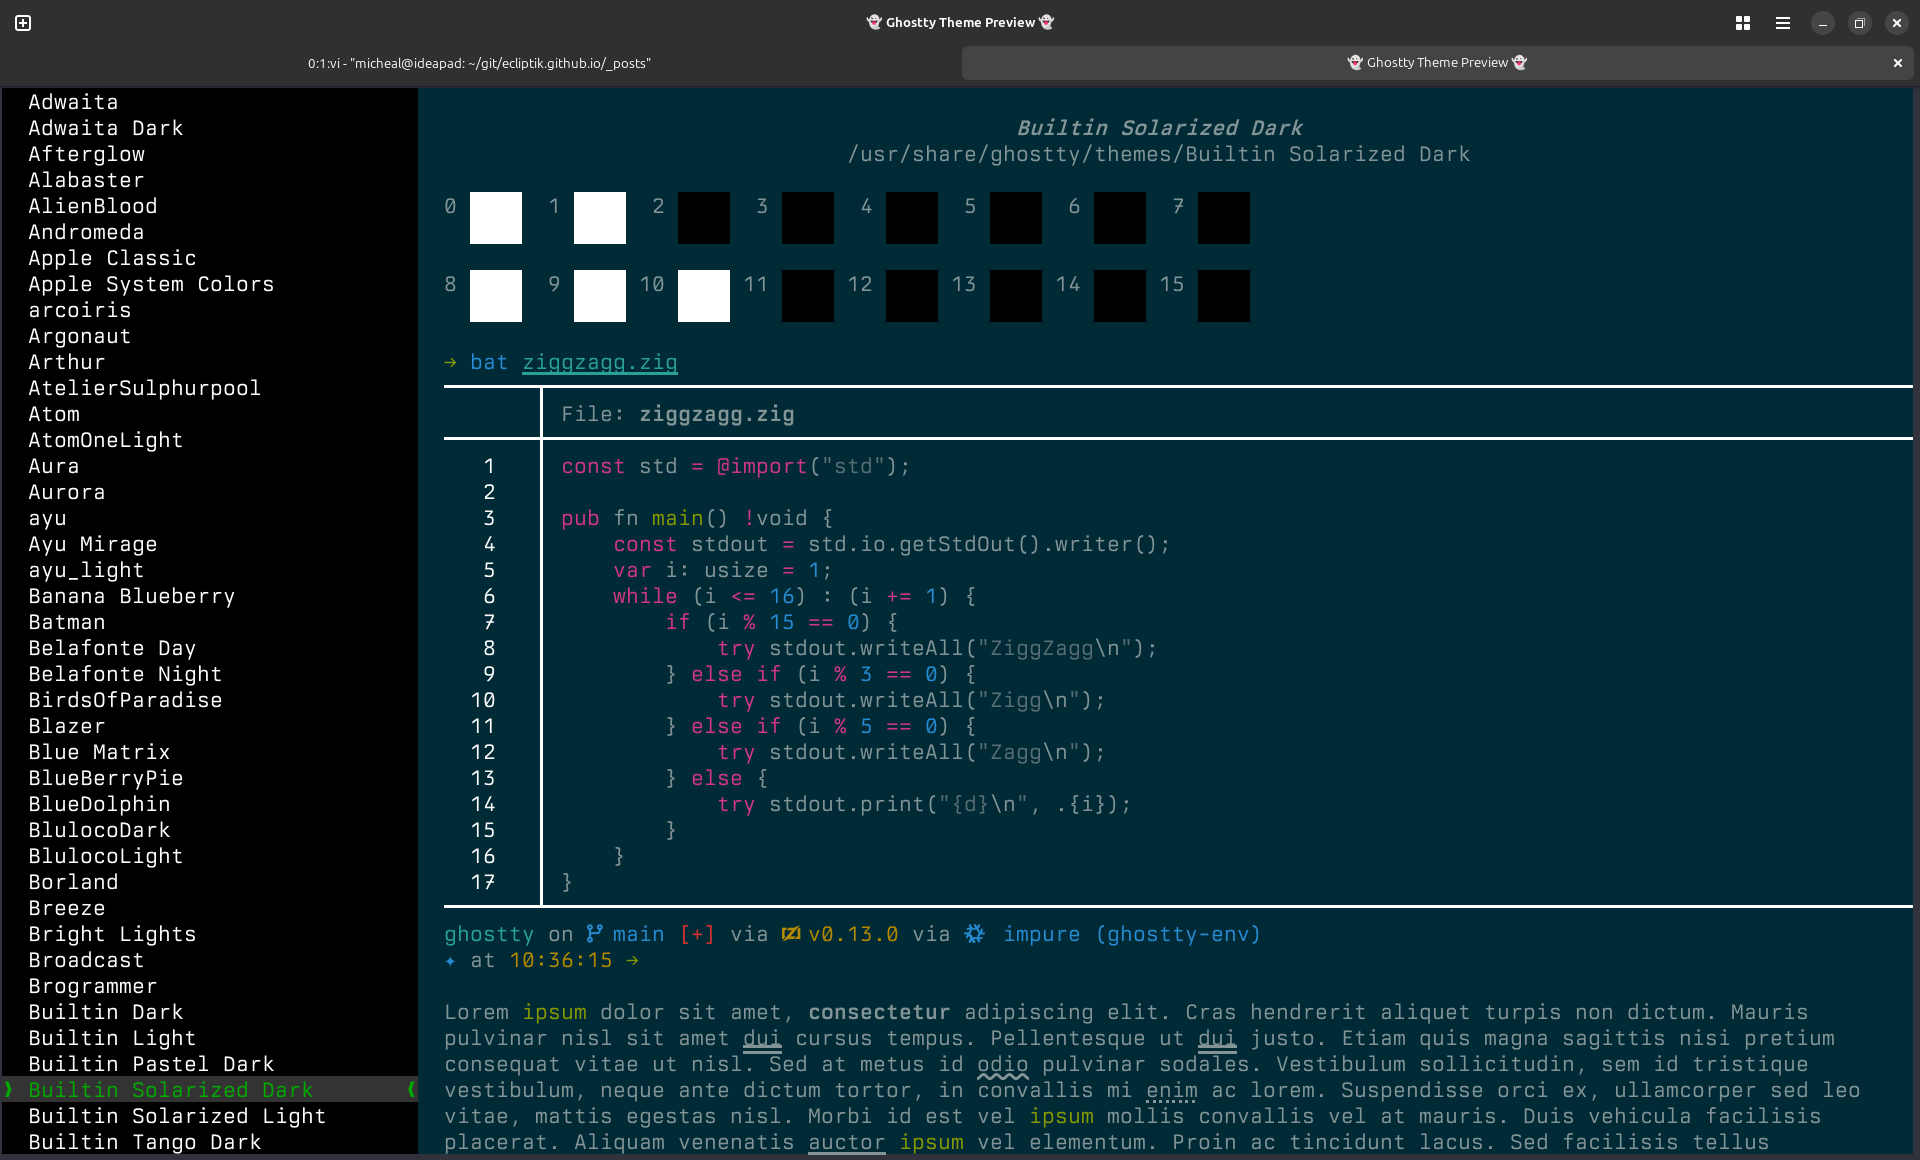 👻 Ghostty Theme Preview 👻
0:1:vi - "micheal@ideapad: ~/git/ecliptik.github.io/_posts"
👻 Ghostty Theme Preview 👻
Adwaita
Adwaita Dark
Afterglow
Alabaster
AlienBlood
Andromeda
Apple Classic
Apple System Colors
arcoiris
Argonaut
Arthur
AtelierSulphurpool
Atom
AtomOneLight
Aura
Aurora
ayu
Ayu Mirage
ayu_light
Banana Blueberry
Batman
Belafonte Day
Belafonte Night
BirdsOfParadise
Blazer
Blue Matrix
BlueBerryPie
BlueDolphin
BlulocoDark
BlulocoLight
Borland
Breeze
Bright Lights
Broadcast
Brogrammer
Builtin Dark
Builtin Light
Builtin Pastel Dark
❯ Builtin Solarized Dark ❮
Builtin Solarized Light
Builtin Tango Dark
Builtin Solarized Dark
/usr/share/ghostty/themes/Builtin Solarized Dark
0 1 2 3 4 5 6 7
8 9 10 11 12 13 14 15
→ bat ziggzagg.zig
File: ziggzagg.zig
1 const std = @import("std");
2
3 pub fn main() !void {
4     const stdout = std.io.getStdOut().writer();
5     var i: usize = 1;
6     while (i <= 16) : (i += 1) {
7         if (i % 15 == 0) {
8             try stdout.writeAll("ZiggZagg\n");
9         } else if (i % 3 == 0) {
10             try stdout.writeAll("Zigg\n");
11         } else if (i % 5 == 0) {
12             try stdout.writeAll("Zagg\n");
13         } else {
14             try stdout.print("{d}\n", .{i});
15         }
16     }
17 }
ghostty on main [+] via v0.13.0 via impure (ghostty-env)
✦ at 10:36:15 →
Lorem ipsum dolor sit amet, consectetur adipiscing elit. Cras hendrerit aliquet turpis non dictum. Mauris
pulvinar nisl sit amet dui cursus tempus. Pellentesque ut dui justo. Etiam quis magna sagittis nisi pretium
consequat vitae ut nisl. Sed at metus id odio pulvinar sodales. Vestibulum sollicitudin, sem id tristique
vestibulum, neque ante dictum tortor, in convallis mi enim ac lorem. Suspendisse orci ex, ullamcorper sed leo
vitae, mattis egestas nisl. Morbi id est vel ipsum mollis convallis vel at mauris. Duis vehicula facilisis
placerat. Aliquam venenatis auctor ipsum vel elementum. Proin ac tincidunt lacus. Sed facilisis tellus